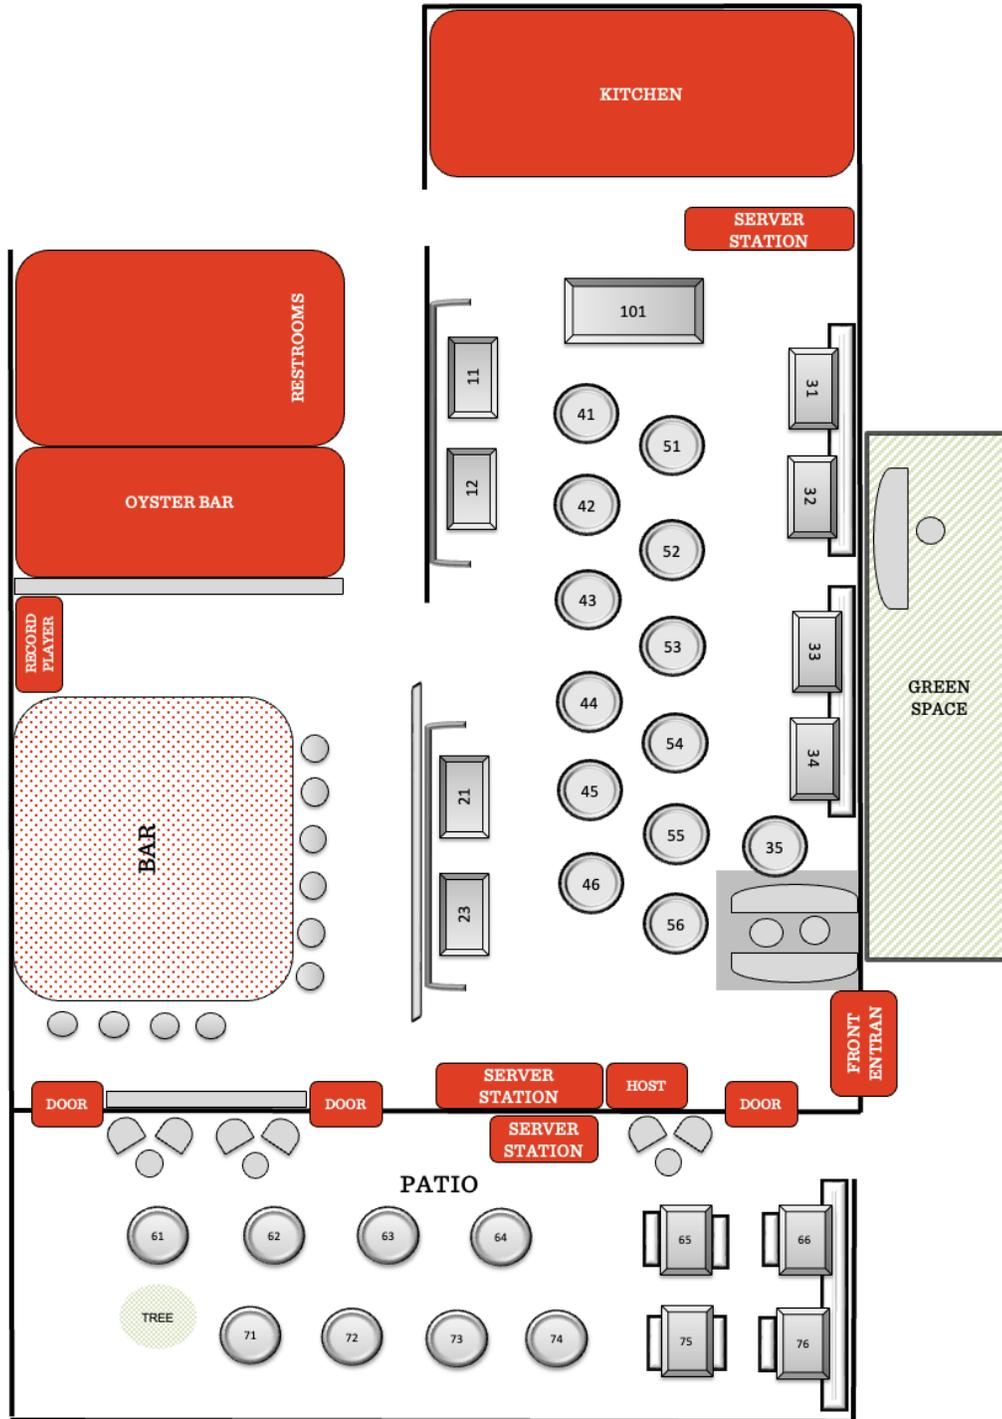 KITCHEN
SERVER
STATION
RESTROOMS
101
11
31
41
51
12
32
42
OYSTER BAR
52
43
RECORD
PLAYER
53
33
GREEN
SPACE
44
54
34
21
45
BAR
55
35
46
23
56
FRONT
ENTRAN
SERVER
STATION
HOST
DOOR
DOOR
DOOR
SERVER
STATION
PATIO
61
62
63
64
65
66
TREE
71
72
73
74
75
76